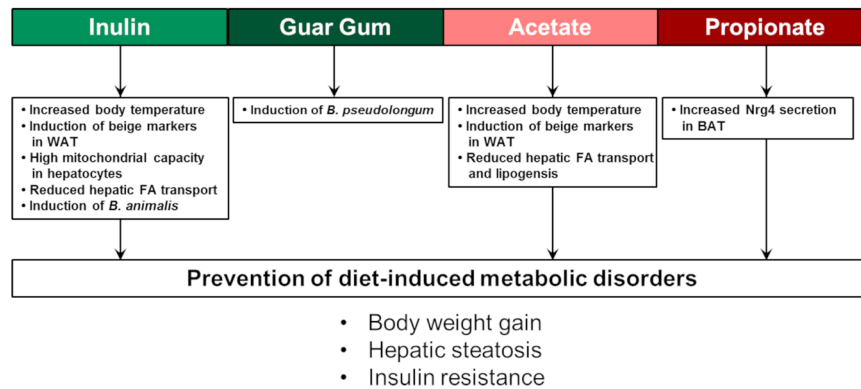 Inulin
Guar Gum
Acetate
Propionate
• Increased body temperature
• Induction of beige markers
in WAT
• High mitochondrial capacity
in hepatocytes
• Reduced hepatic FA transport
• Induction of B. animalis
• Induction of B. pseudolongum
• Increased body temperature
• Induction of beige markers
in WAT
• Reduced hepatic FA transport
and lipogensis
• Increased Nrg4 secretion
in BAT
Prevention of diet-induced metabolic disorders
• Body weight gain
• Hepatic steatosis
• Insulin resistance